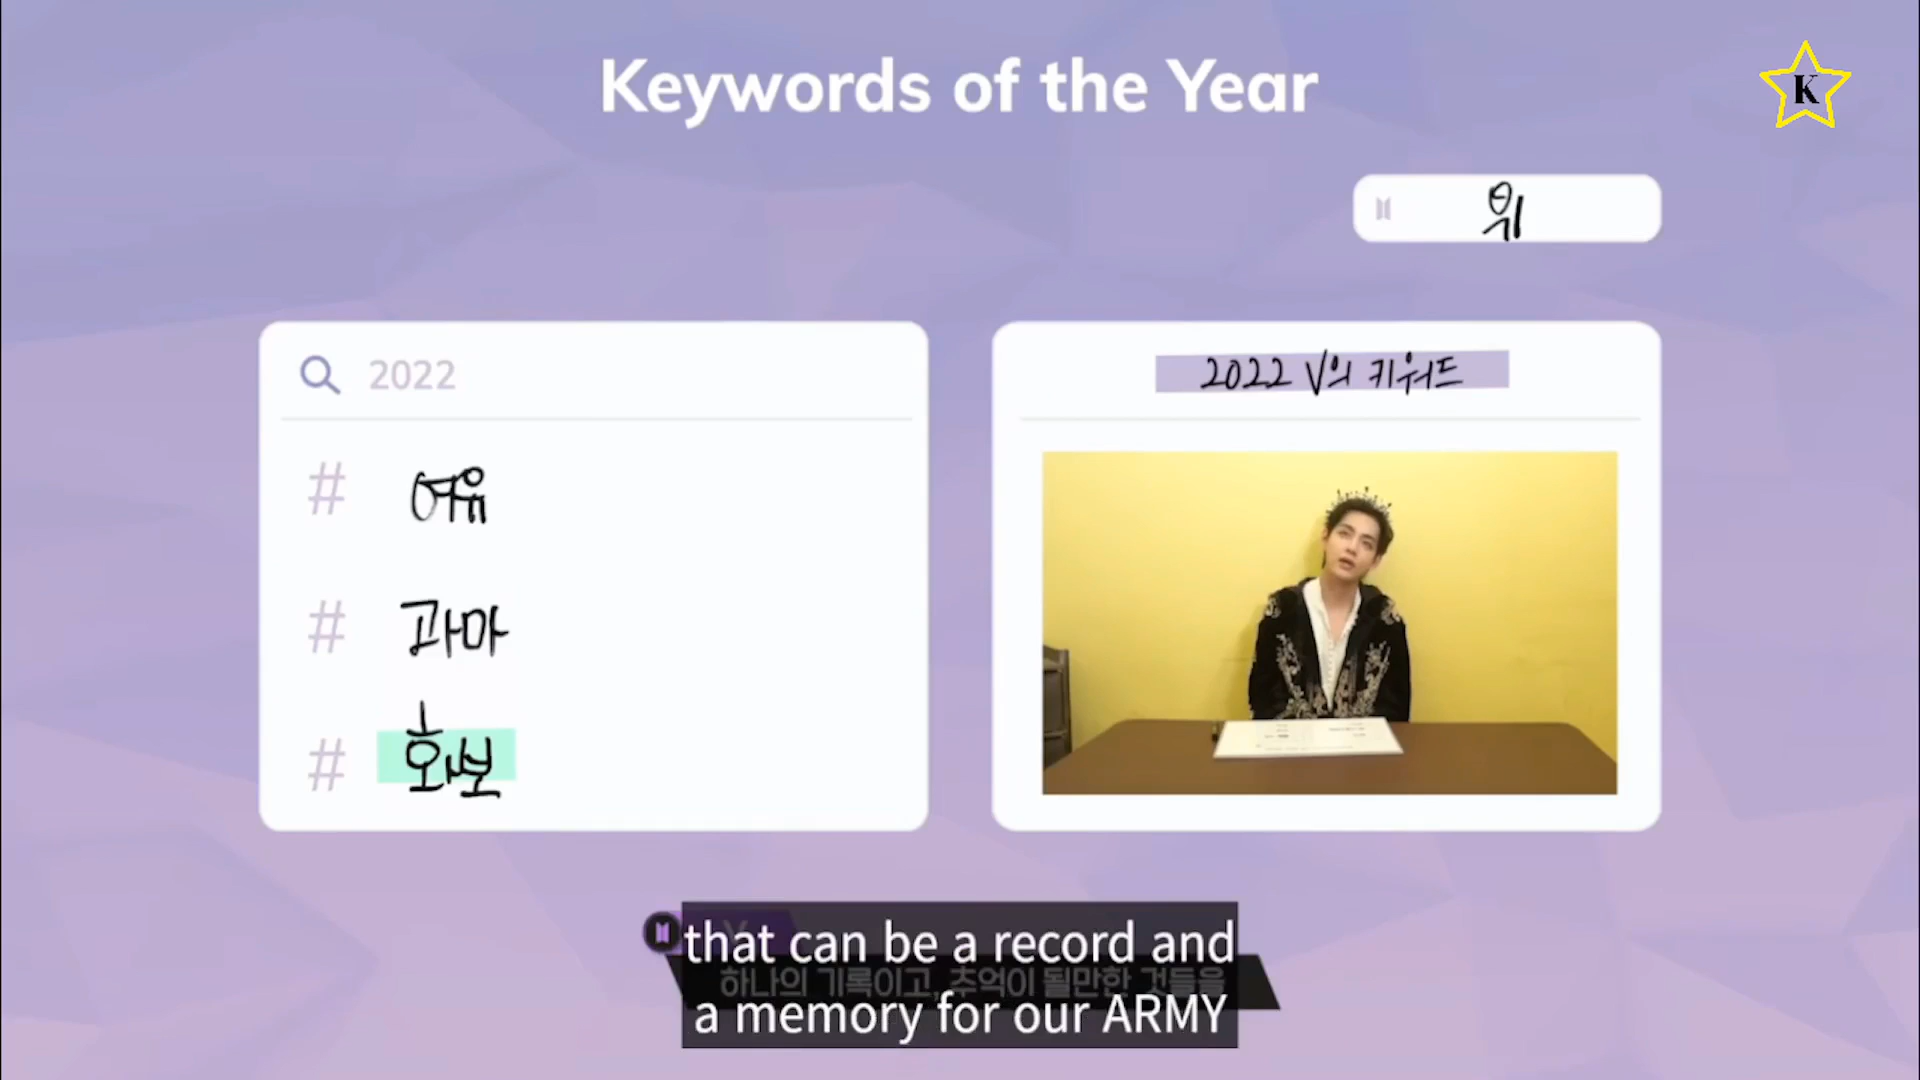 Keywords of the Year
K
뷔
2022
2022 V의 키워드
# 여유
# 과마
# 화보
V
that can be a record and
하나의 기록이고, 추억이 될만한 것들을
a memory for our ARMY